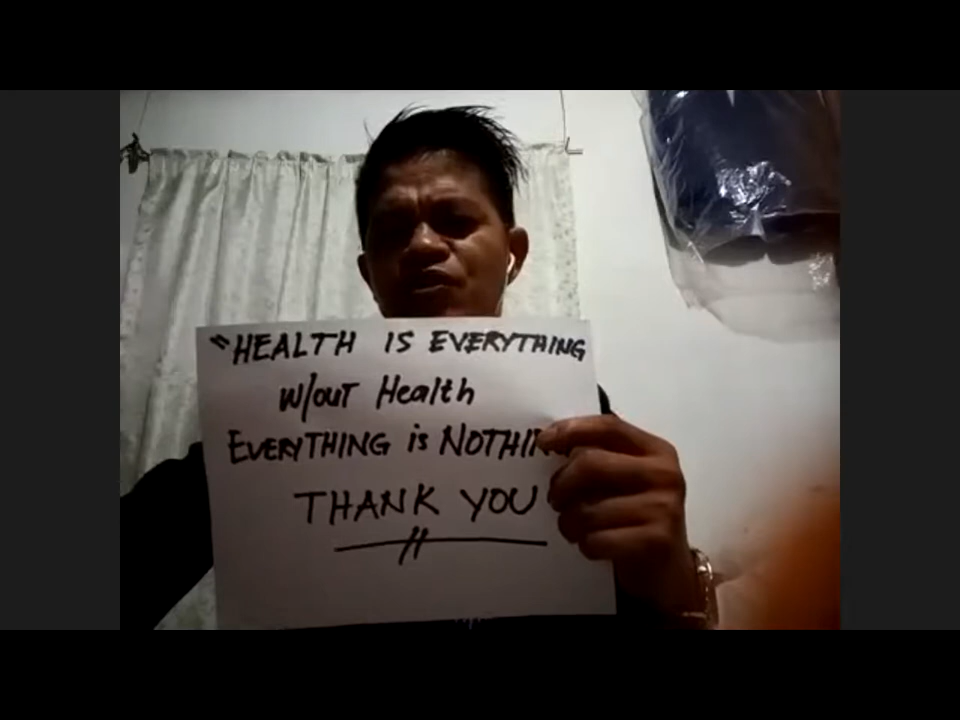 "HEALTH IS EVERYTHING
W/OUT Health
EVERYTHING is
THANK YOU